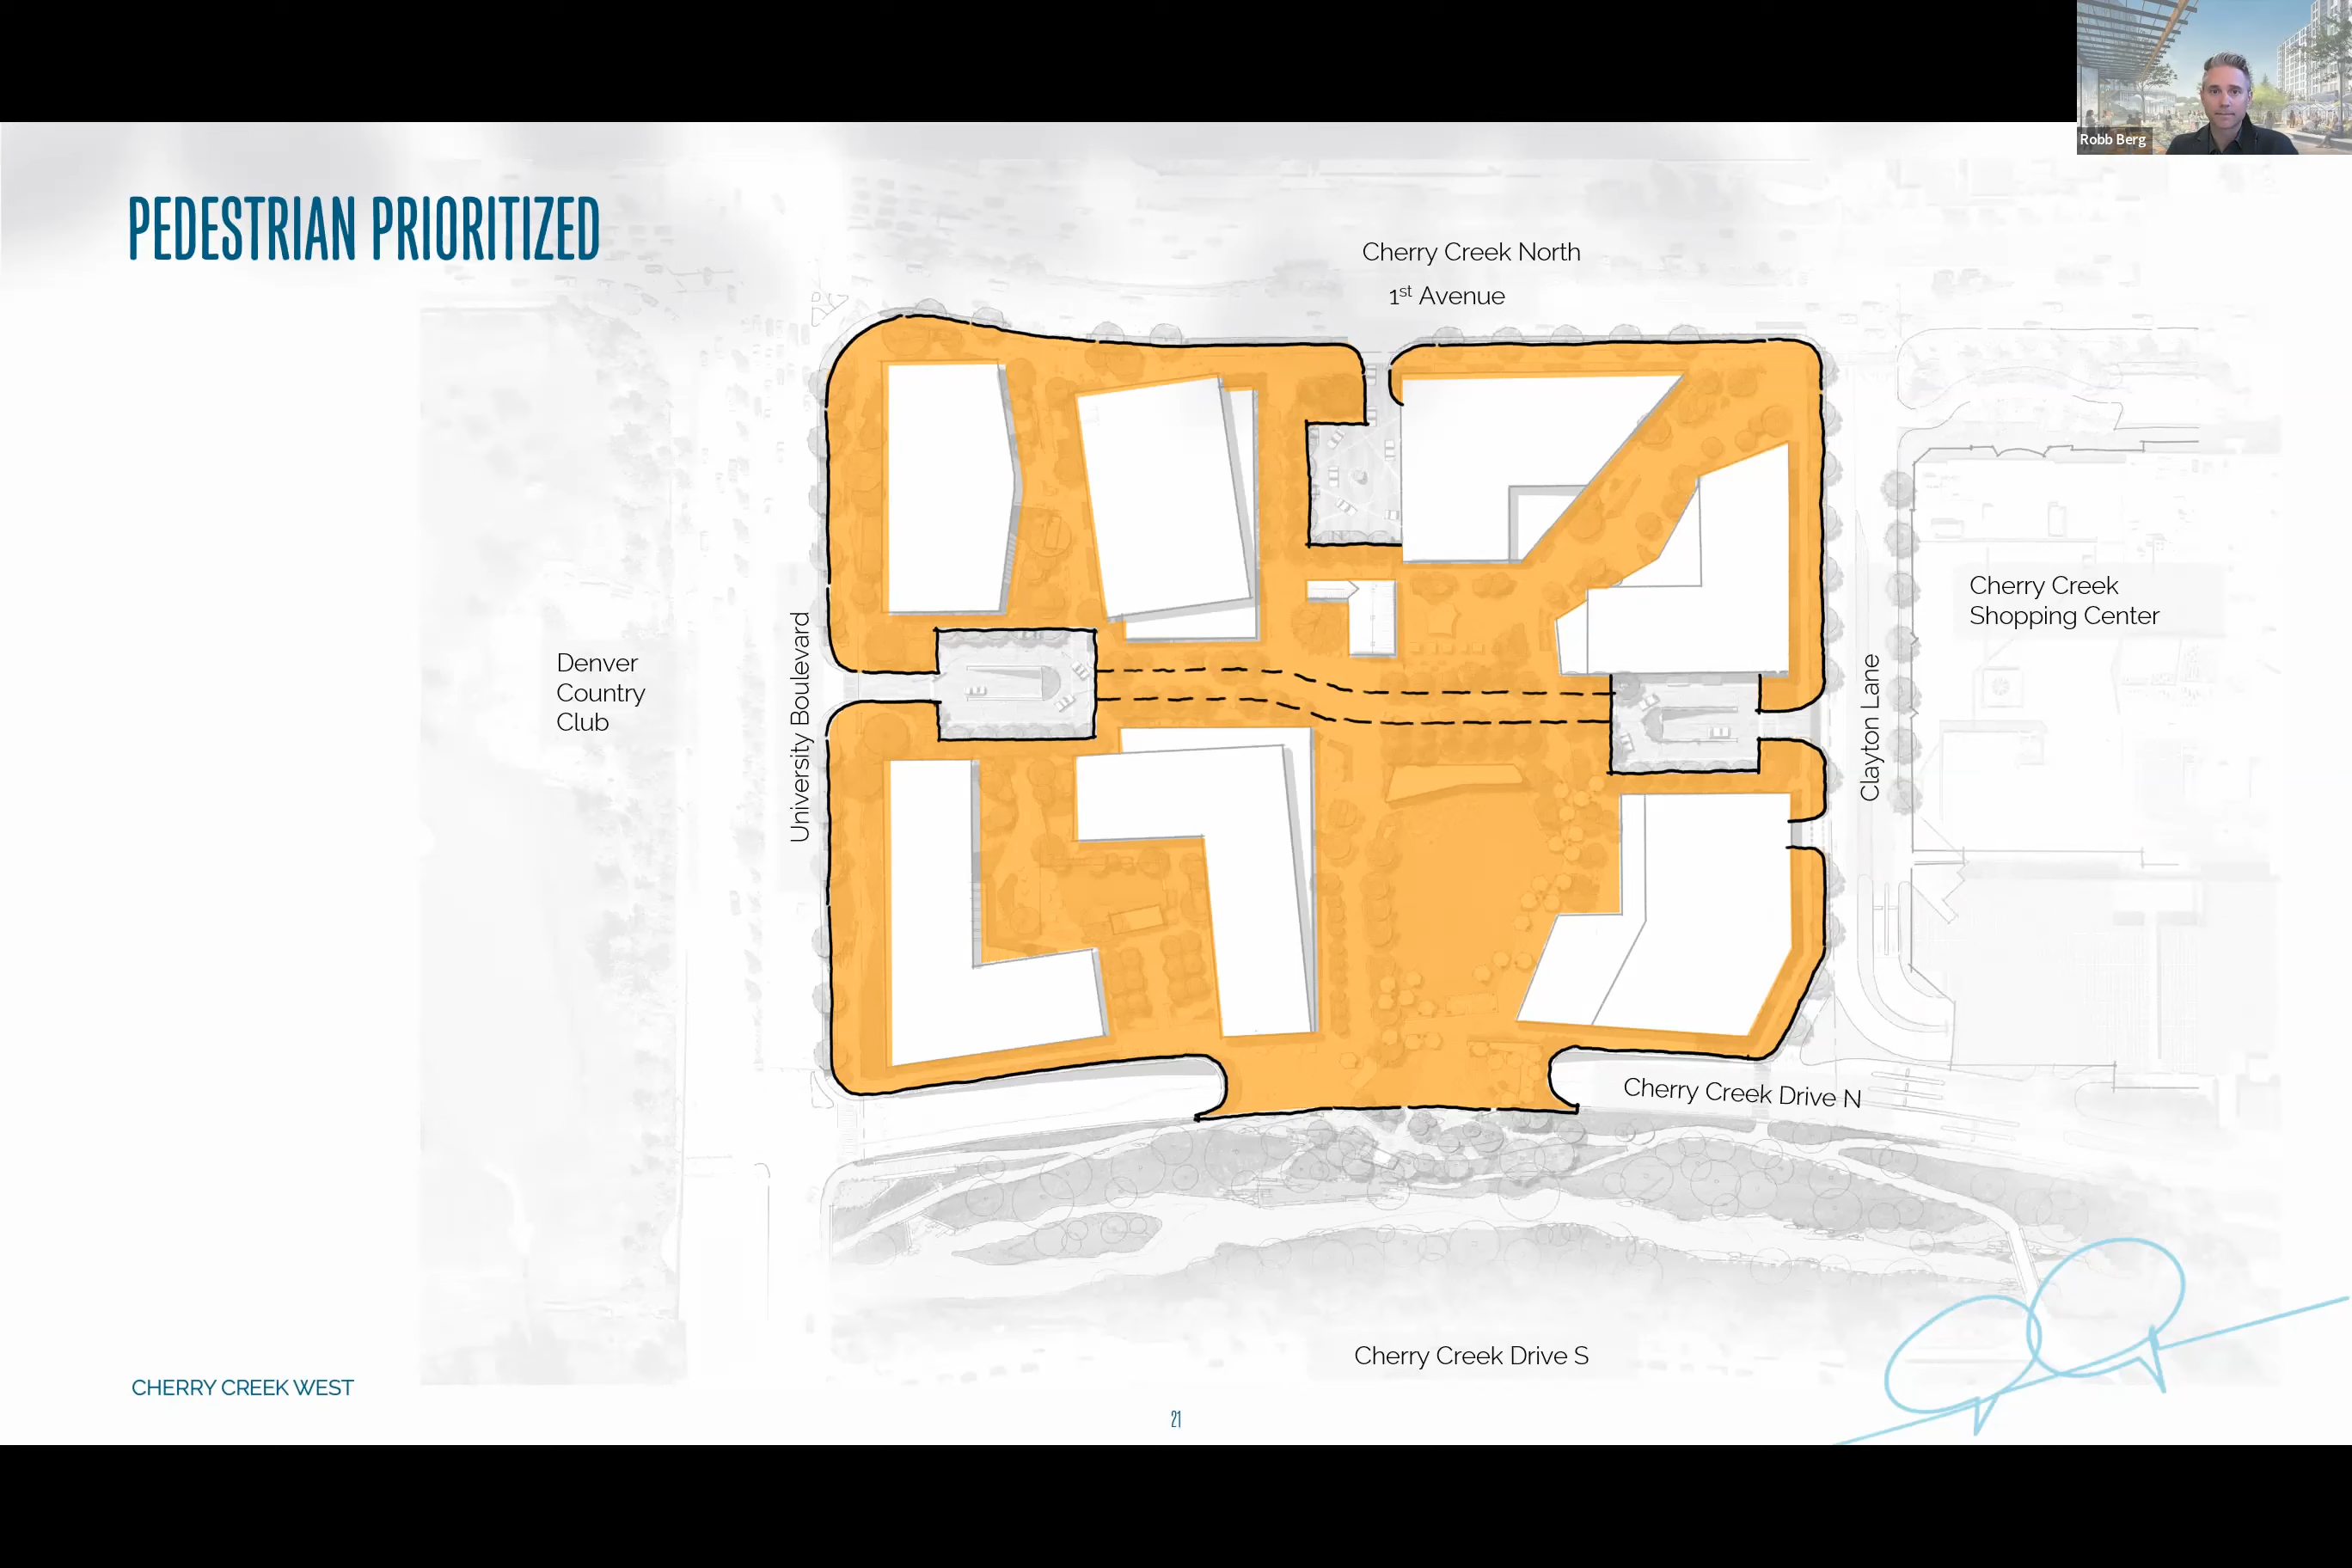 Robb Berg
PEDESTRIAN PRIORITIZED
Cherry Creek North
1st Avenue
Cherry Creek
Shopping Center
Denver
Country
Club
University Boulevard
Clayton Lane
Cherry Creek Drive N
Cherry Creek Drive S
CHERRY CREEK WEST
21